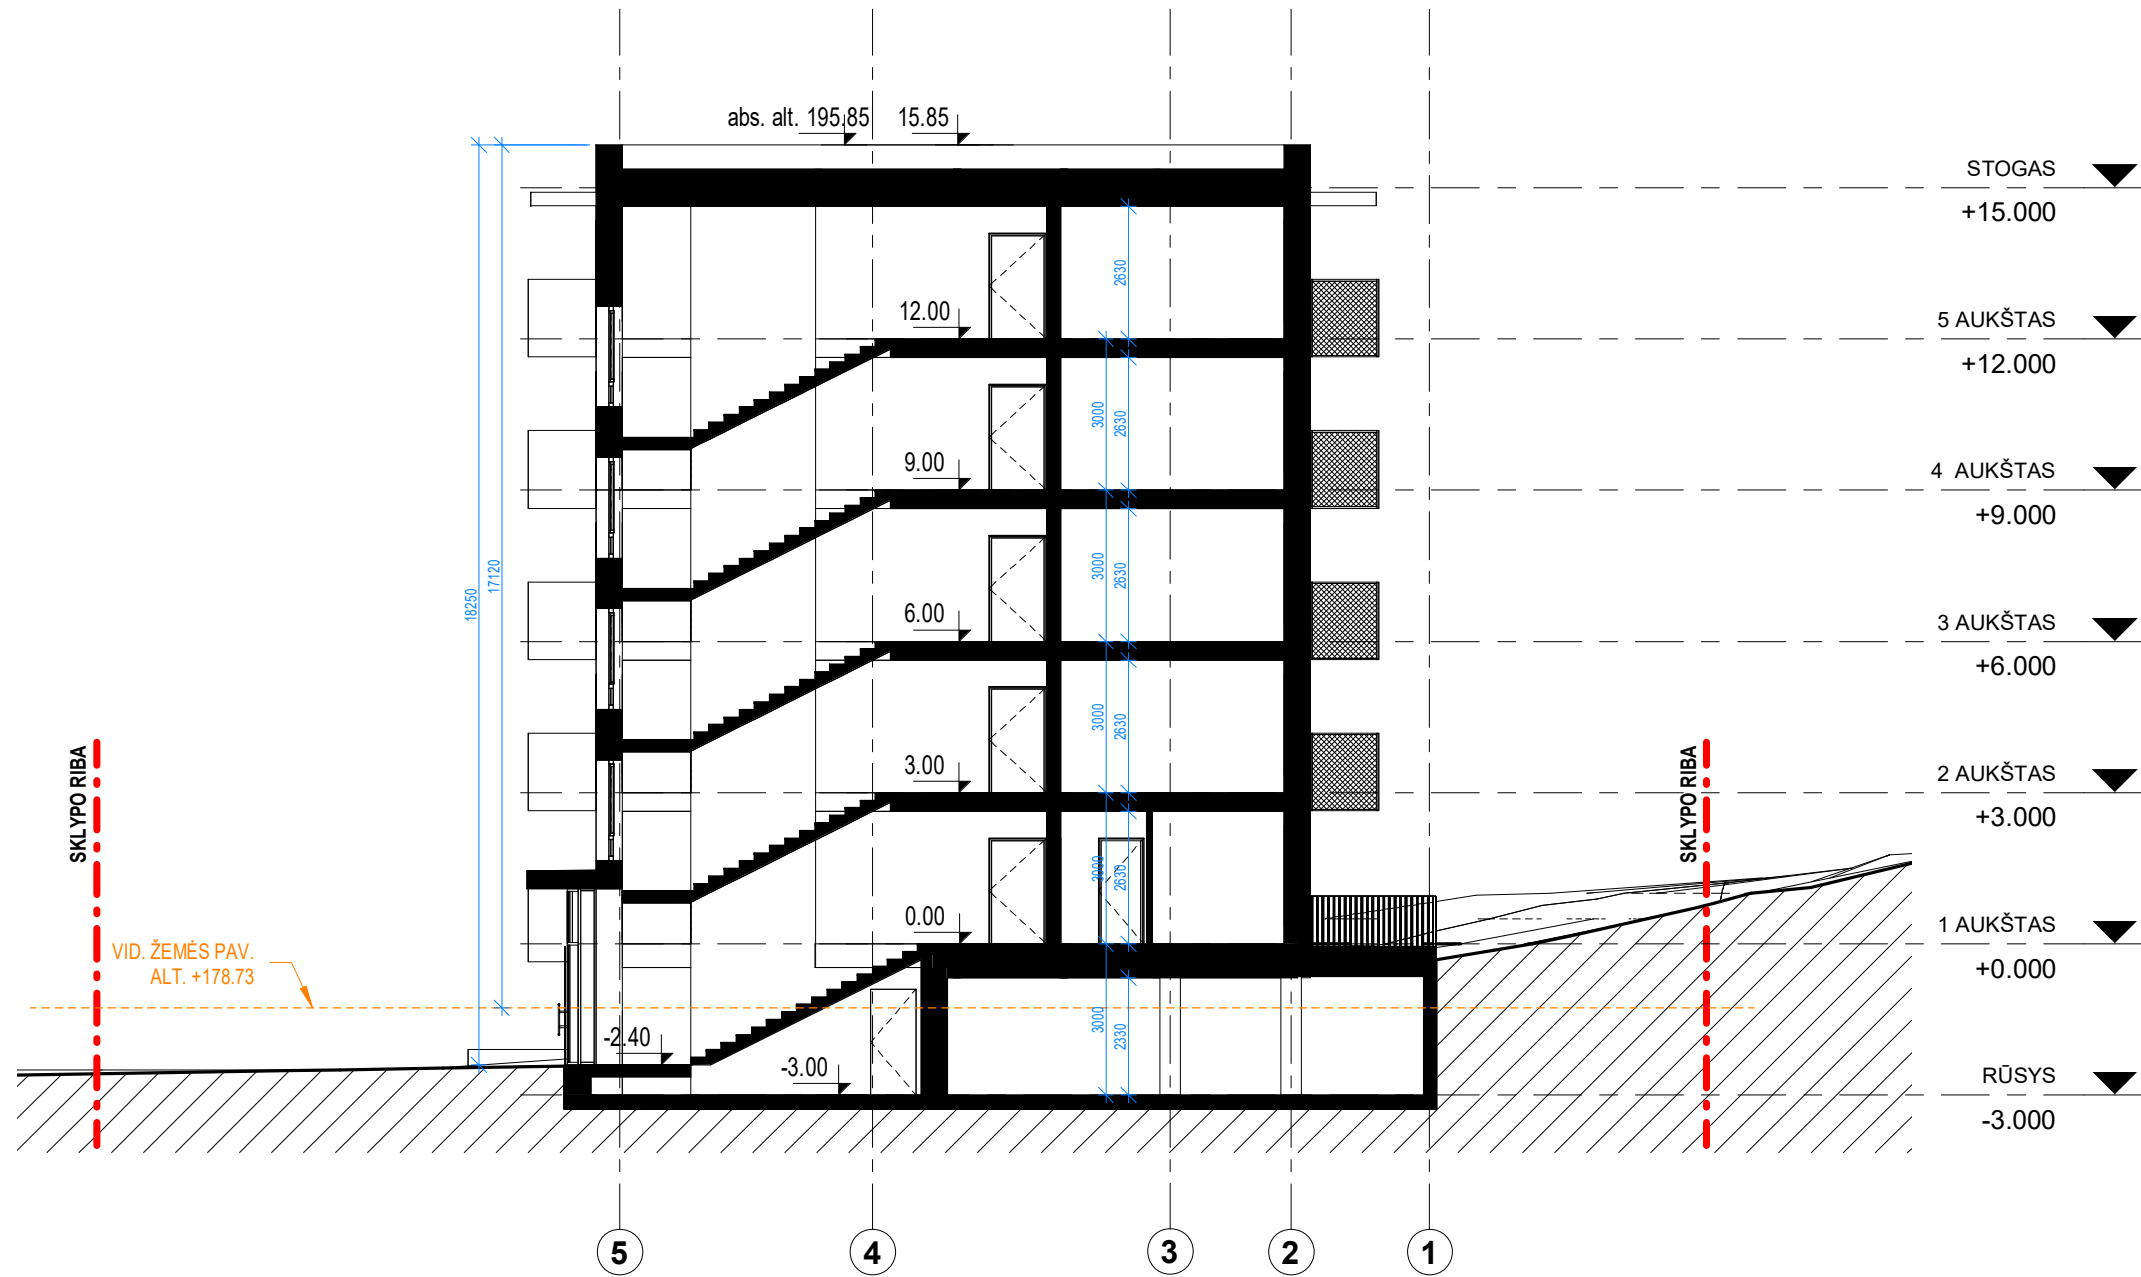 abs. alt. 195.85
15.85
STOGAS
+15.000
2630
12.00
5 AUKŠTAS
+12.000
3000
2630
9.00
4 AUKŠTAS
+9.000
18250
17120
3000
2630
6.00
3 AUKŠTAS
+6.000
3000
2630
3.00
SKLYPO RIBA
SKLYPO RIBA
2 AUKŠTAS
+3.000
3000
2630
0.00
1 AUKŠTAS
+0.000
VID. ŽEMĖS PAV.
ALT. +178.73
-2.40
3000
2330
-3.00
RŪSYS
-3.000
5
4
3
2
1